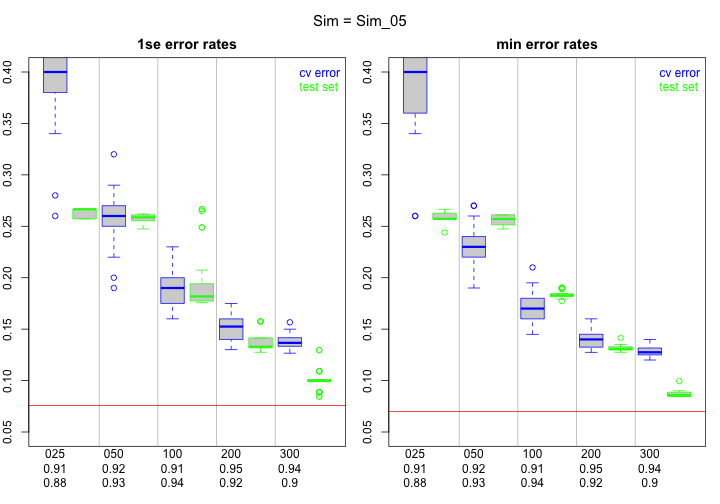 Sim = Sim_05
1se error rates
cv error
test set
0.40
0.35
0.30
0.25
0.20
0.15
0.10
0.05
025 050 100 200 300
0.91 0.92 0.91 0.95 0.94
0.88 0.93 0.94 0.92 0.9
min error rates
cv error
test set
0.40
0.35
0.30
0.25
0.20
0.15
0.10
0.05
025 050 100 200 300
0.91 0.92 0.91 0.95 0.94
0.88 0.93 0.94 0.92 0.9